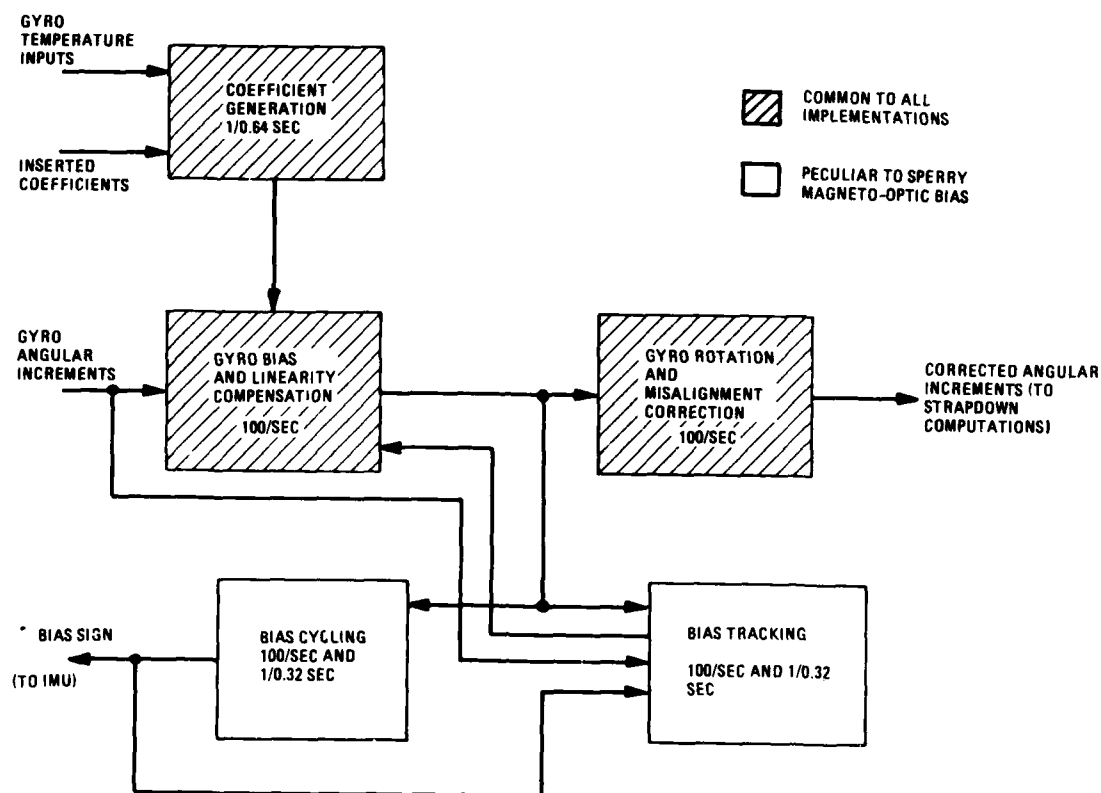 GYRO
TEMPERATURE
INPUTS
COEFFICIENT
GENERATION
1/0.64 SEC
INSERTED
COEFFICIENTS
COMMON TO ALL
IMPLEMENTATIONS
PECULIAR TO SPERRY
MAGNETO-OPTIC BIAS
GYRO
ANGULAR
INCREMENTS
GYRO BIAS
AND LINEARITY
COMPENSATION
100/SEC
GYRO ROTATION
AND
MISALIGNMENT
CORRECTION
100/SEC
CORRECTED ANGULAR
INCREMENTS (TO
STRAPDOWN
COMPUTATIONS)
BIAS SIGN
(TO IMU)
BIAS CYCLING
100/SEC AND
1/0.32 SEC
BIAS TRACKING
100/SEC AND 1/0.32
SEC